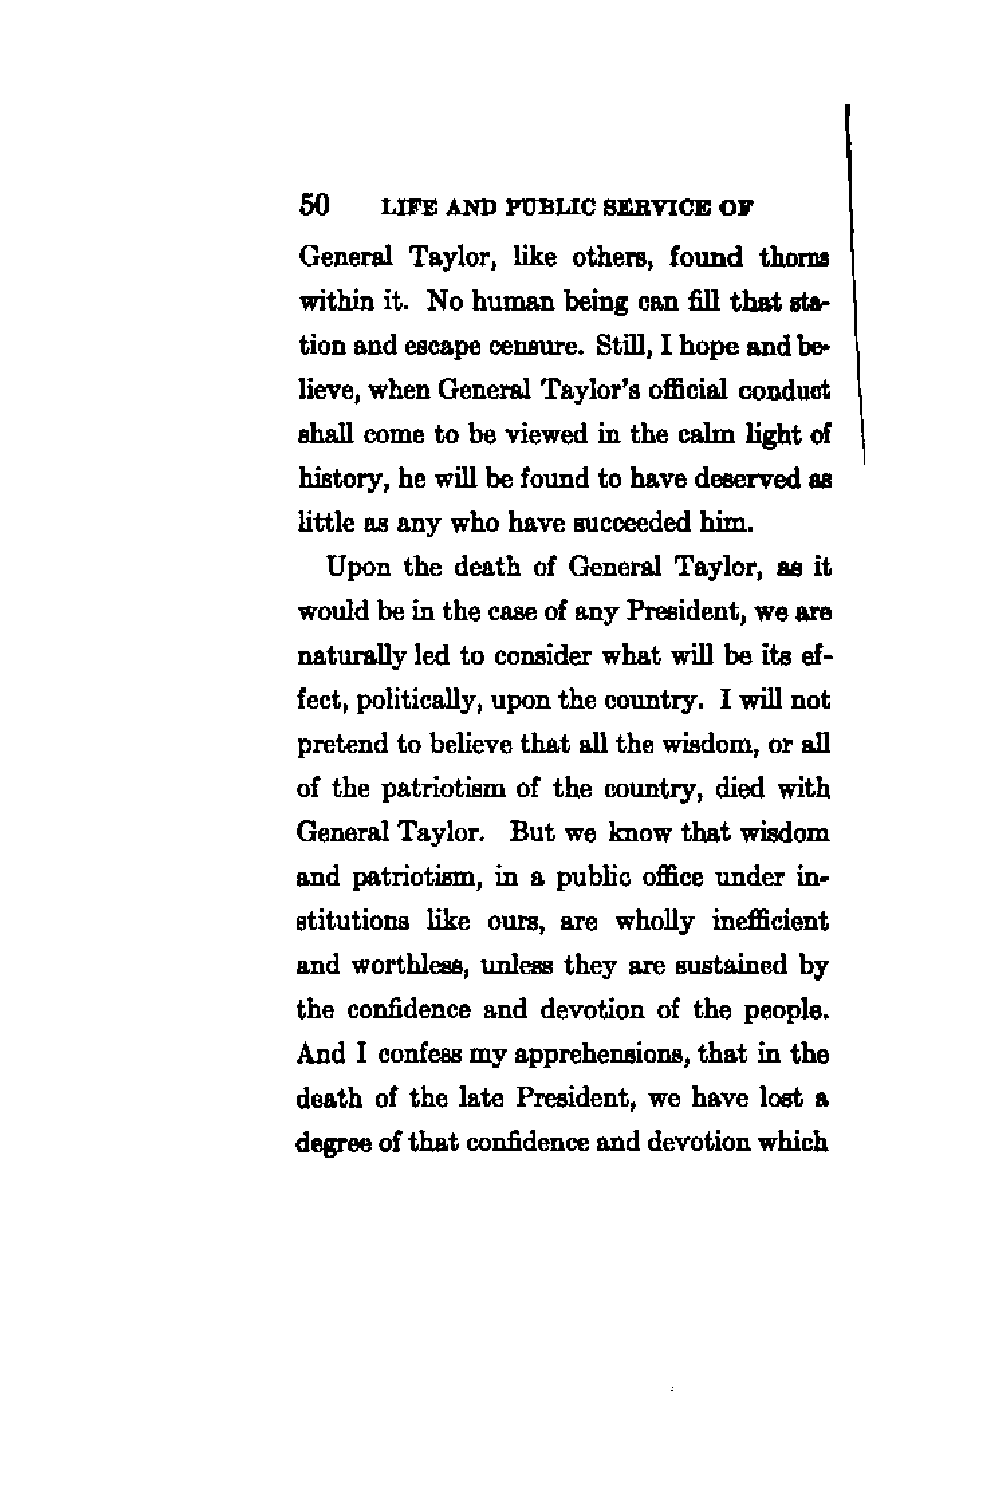 50 LIFE AND PUBLIC SERVICE OF
General Taylor, like others, found thorns
within it. No human being can fill that sta-
tion and escape censure. Still, I hope and be-
lieve, when General Taylor's official conduct
shall come to be viewed in the calm light of
history, he will be found to have deserved as
little as any who have succeeded him.
Upon the death of General Taylor, as it
would be in the case of any President, we are
naturally led to consider what will be its ef-
fect, politically, upon the country. I will not
pretend to believe that all the wisdom, or all
of the patriotism of the country, died with
General Taylor. But we know that wisdom
and patriotism, in a public office under in-
stitutions like ours, are wholly inefficient
and worthless, unless they are sustained by
the confidence and devotion of the people.
And I confess my apprehensions, that in the
death of the late President, we have lost a
degree of that confidence and devotion which